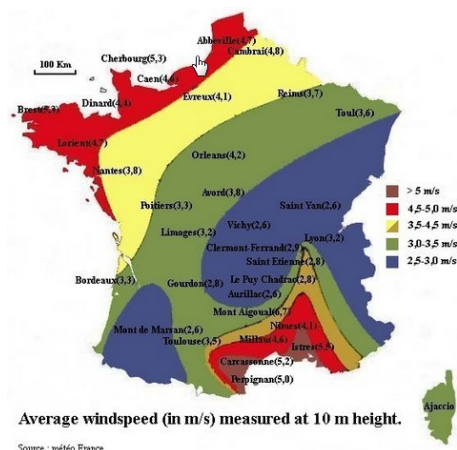 Abbeville(4,7)
Cambrai(4,8)
Cherbourg(5,3)
100 Km
Caen(4,6)
Evreux(4,1)
Reims(3,7)
Brest(5,3)
Dinard(4,4)
Toul(3,6)
Lorient(4,7)
Orleans(4,2)
Nantes(3,8)
Avord(3,8)
> 5 m/s
Poitiers(3,3)
Saint Yan(2,6)
4,5-5,0 m/s
Limoges(3,2)
Vichy(2,6)
3,5-4,5 m/s
Lyon(3,2)
Clermont-Ferrand(2,9)
3,0-3,5 m/s
Saint Etienne(2,8)
2,5-3,0 m/s
Bordeaux(3,3)
Gourdon(2,8)
Le Puy Chadrac(2,8)
Aurillac(2,6)
Mont Aigoual(6,7)
Mont de Marsan(2,6)
Nimest(4,1)
Toulouse(3,5)
Millau(4,6)
Istres(5,5)
Carcassonne(5,2)
Perpignan(5,0)
Ajaccio
Average windspeed (in m/s) measured at 10 m height.
Source : météo France